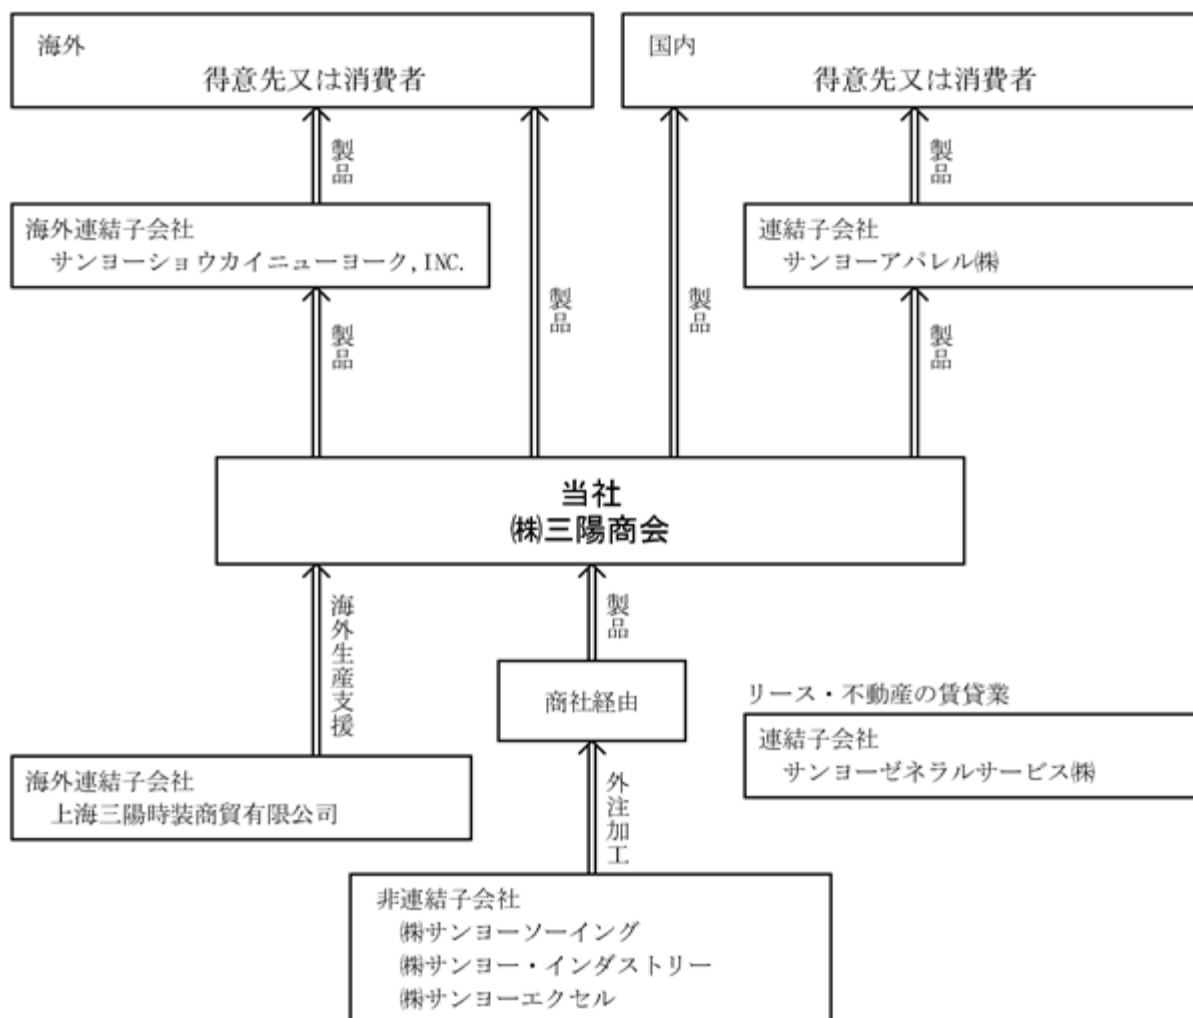 海外
得意先又は消費者
国内
得意先又は消費者
製品
製品
海外連結子会社
サンヨーショウカイニューヨーク, INC.
連結子会社
サンヨーアパレル㈱
製品
製品
製品
製品
当社
㈱三陽商会
海外生産支援
製品
商社経由
リース・不動産の賃貸業
連結子会社
サンヨーゼネラルサービス㈱
海外連結子会社
上海三陽時装商貿有限公司
外注加工
非連結子会社
㈱サンヨーソーイング
㈱サンヨー・インダストリー
㈱サンヨーエクセル